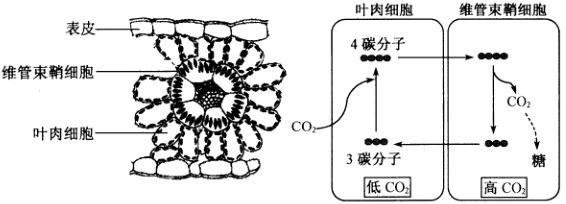 表皮
维管束鞘细胞
叶肉细胞
叶肉细胞
维管束鞘细胞
4 碳分子
CO₂
CO₂
3 碳分子
糖
低 CO₂
高 CO₂